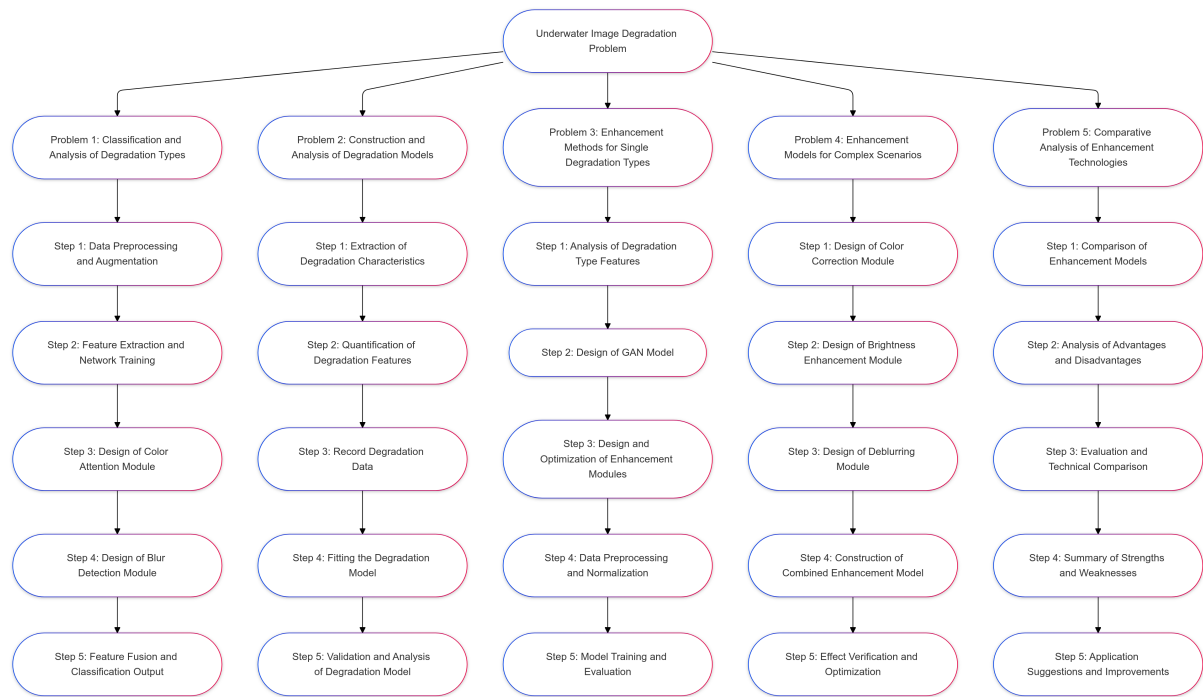 Underwater Image Degradation
Problem
Problem 1: Classification and
Analysis of Degradation Types
Problem 2: Construction and
Analysis of Degradation Models
Problem 3: Enhancement
Methods for Single
Degradation Types
Problem 4: Enhancement
Models for Complex Scenarios
Problem 5: Comparative
Analysis of Enhancement
Technologies
Step 1: Data Preprocessing
and Augmentation
Step 1: Extraction of
Degradation Characteristics
Step 1: Analysis of Degradation
Type Features
Step 1: Design of Color
Correction Module
Step 1: Comparison of
Enhancement Models
Step 2: Feature Extraction and
Network Training
Step 2: Quantification of
Degradation Features
Step 2: Design of GAN Model
Step 2: Design of Brightness
Enhancement Module
Step 2: Analysis of Advantages
and Disadvantages
Step 3: Design of Color
Attention Module
Step 3: Record Degradation
Data
Step 3: Design and
Optimization of Enhancement
Modules
Step 3: Design of Deblurring
Module
Step 3: Evaluation and
Technical Comparison
Step 4: Design of Blur
Detection Module
Step 4: Fitting the Degradation
Model
Step 4: Data Preprocessing
and Normalization
Step 4: Construction of
Combined Enhancement Model
Step 4: Summary of Strengths
and Weaknesses
Step 5: Feature Fusion and
Classification Output
Step 5: Validation and Analysis
of Degradation Model
Step 5: Model Training and
Evaluation
Step 5: Effect Verification and
Optimization
Step 5: Application
Suggestions and Improvements